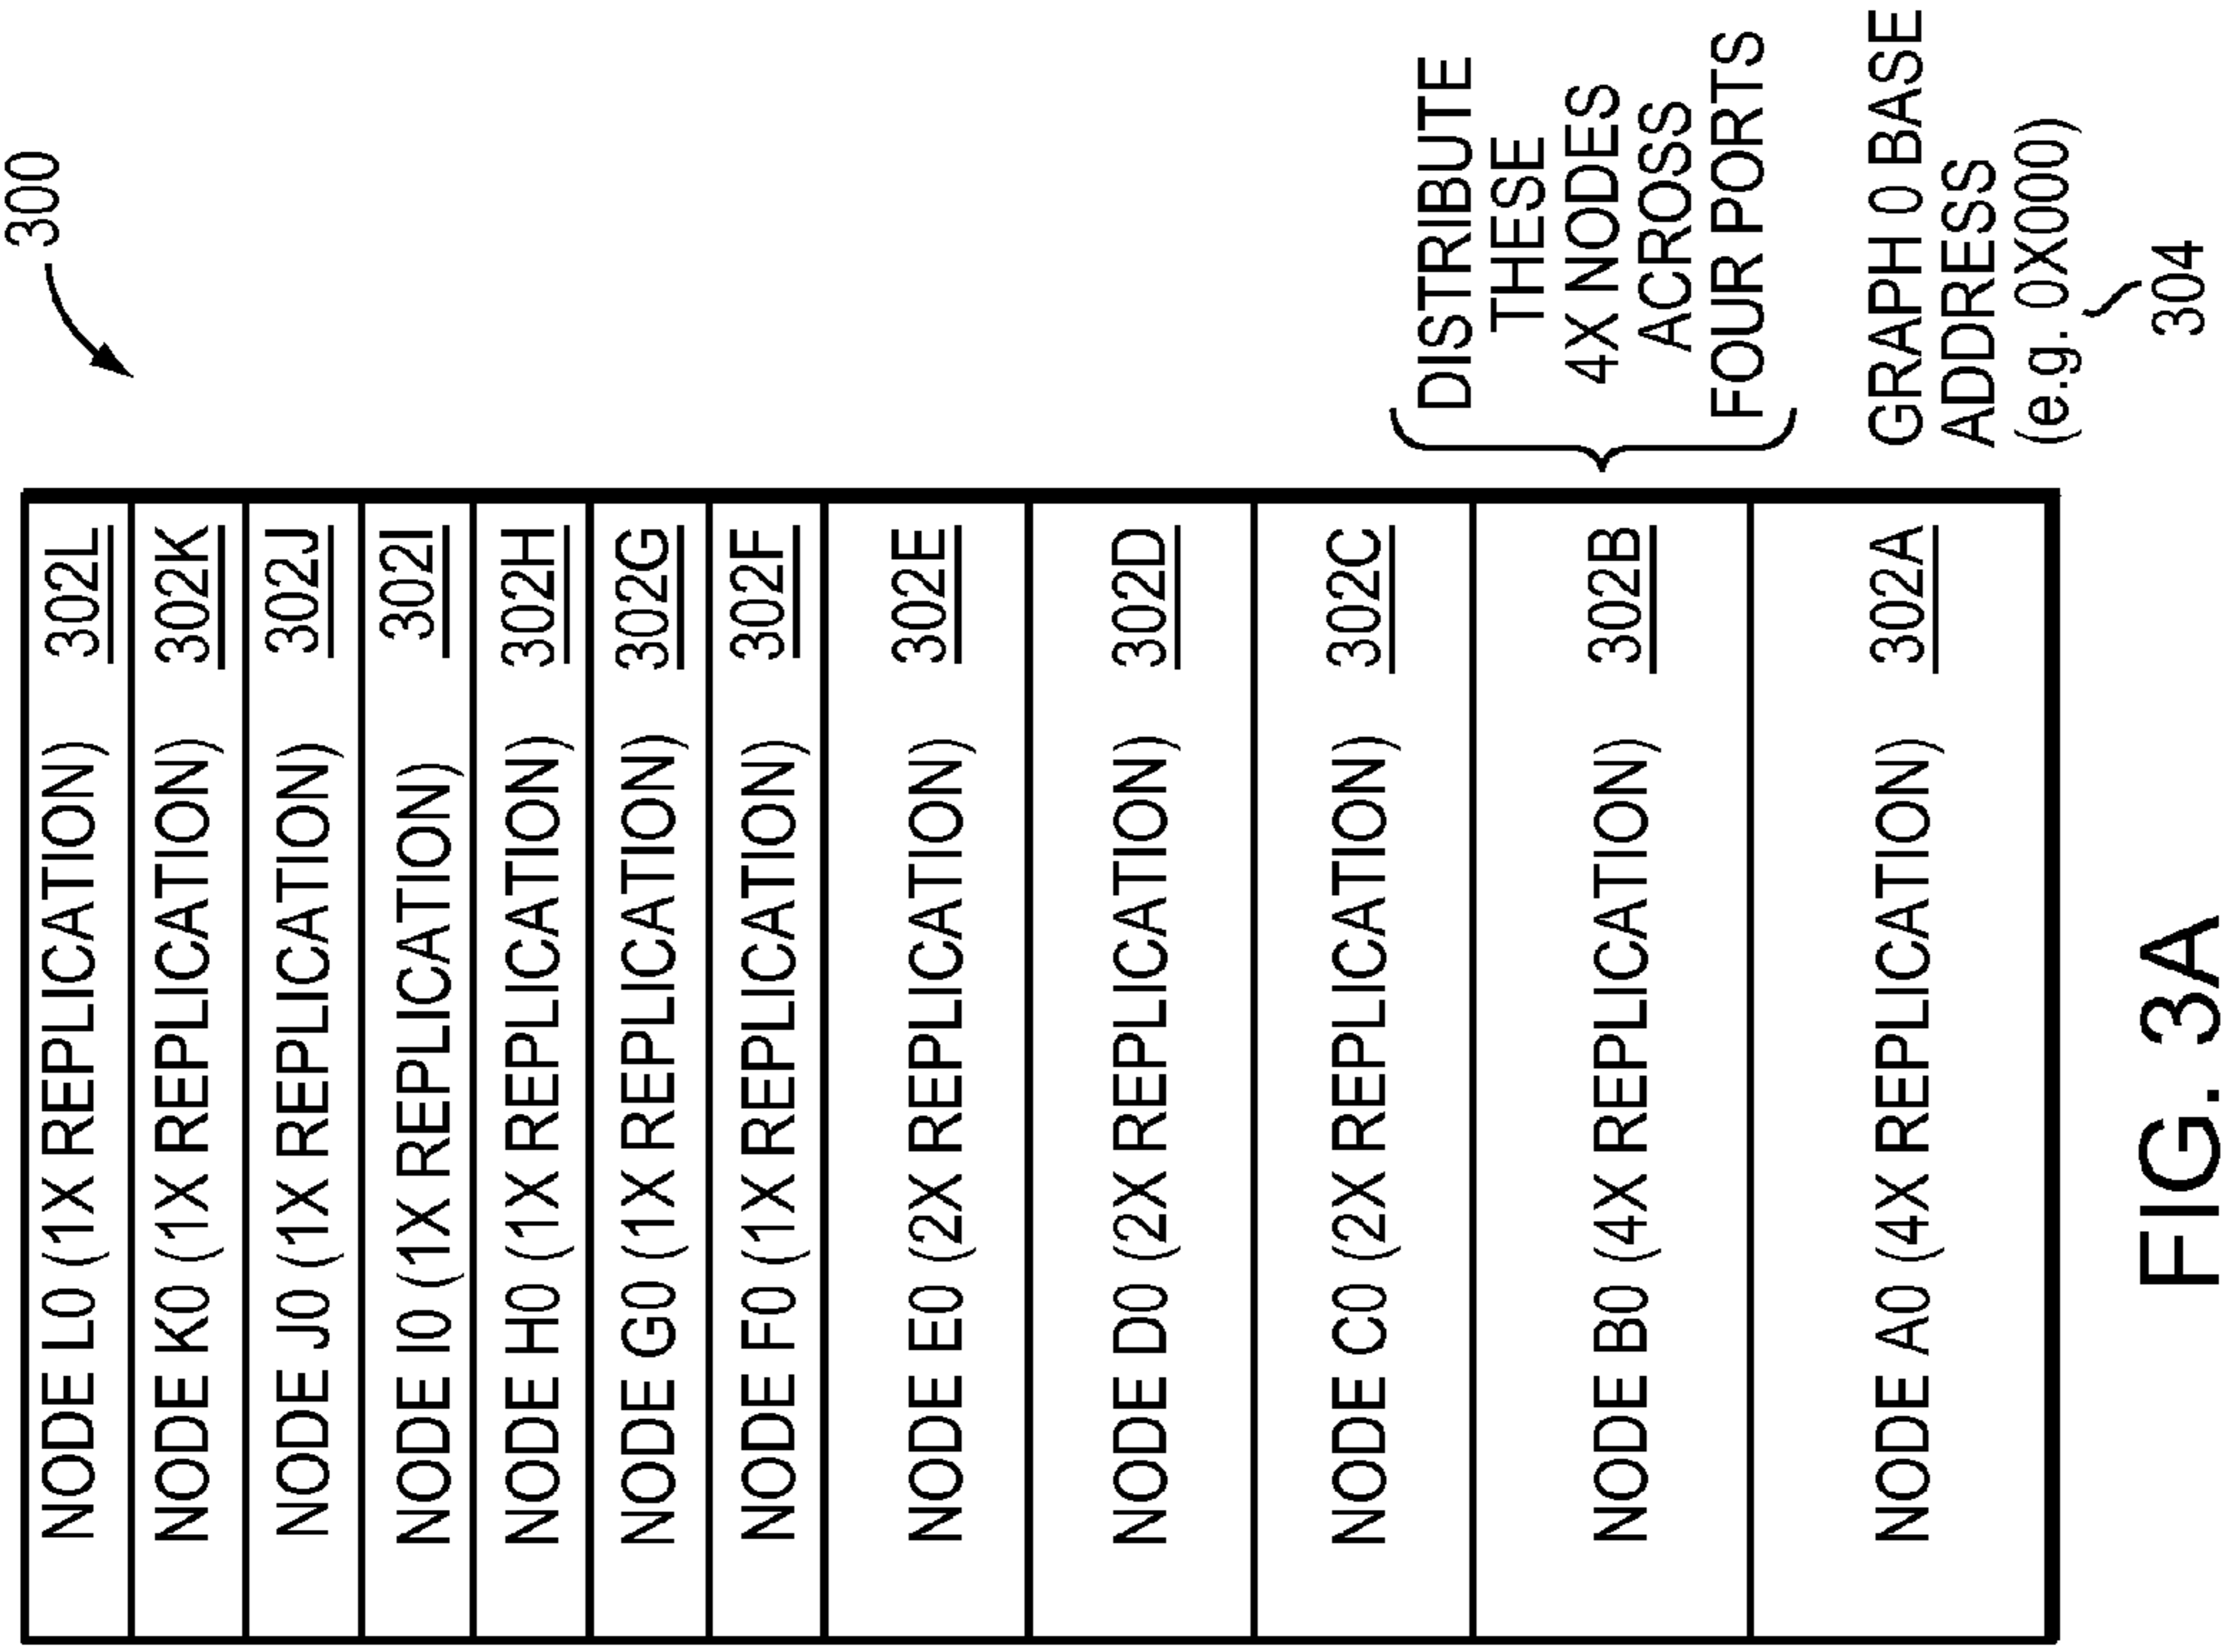 300
NODE L0 (1X REPLICATION) 302L
NODE K0 (1X REPLICATION) 302K
NODE J0 (1X REPLICATION) 302J
NODE I0 (1X REPLICATION) 302I
NODE H0 (1X REPLICATION) 302H
NODE G0 (1X REPLICATION) 302G
NODE F0 (1X REPLICATION) 302F
NODE E0 (2X REPLICATION) 302E
NODE D0 (2X REPLICATION) 302D
NODE C0 (2X REPLICATION) 302C
NODE B0 (4X REPLICATION) 302B
NODE A0 (4X REPLICATION) 302A
DISTRIBUTE
THESE
4X NODES
ACROSS
FOUR PORTS
GRAPH 0 BASE
ADDRESS
(e.g. 0X000)
304
FIG. 3A